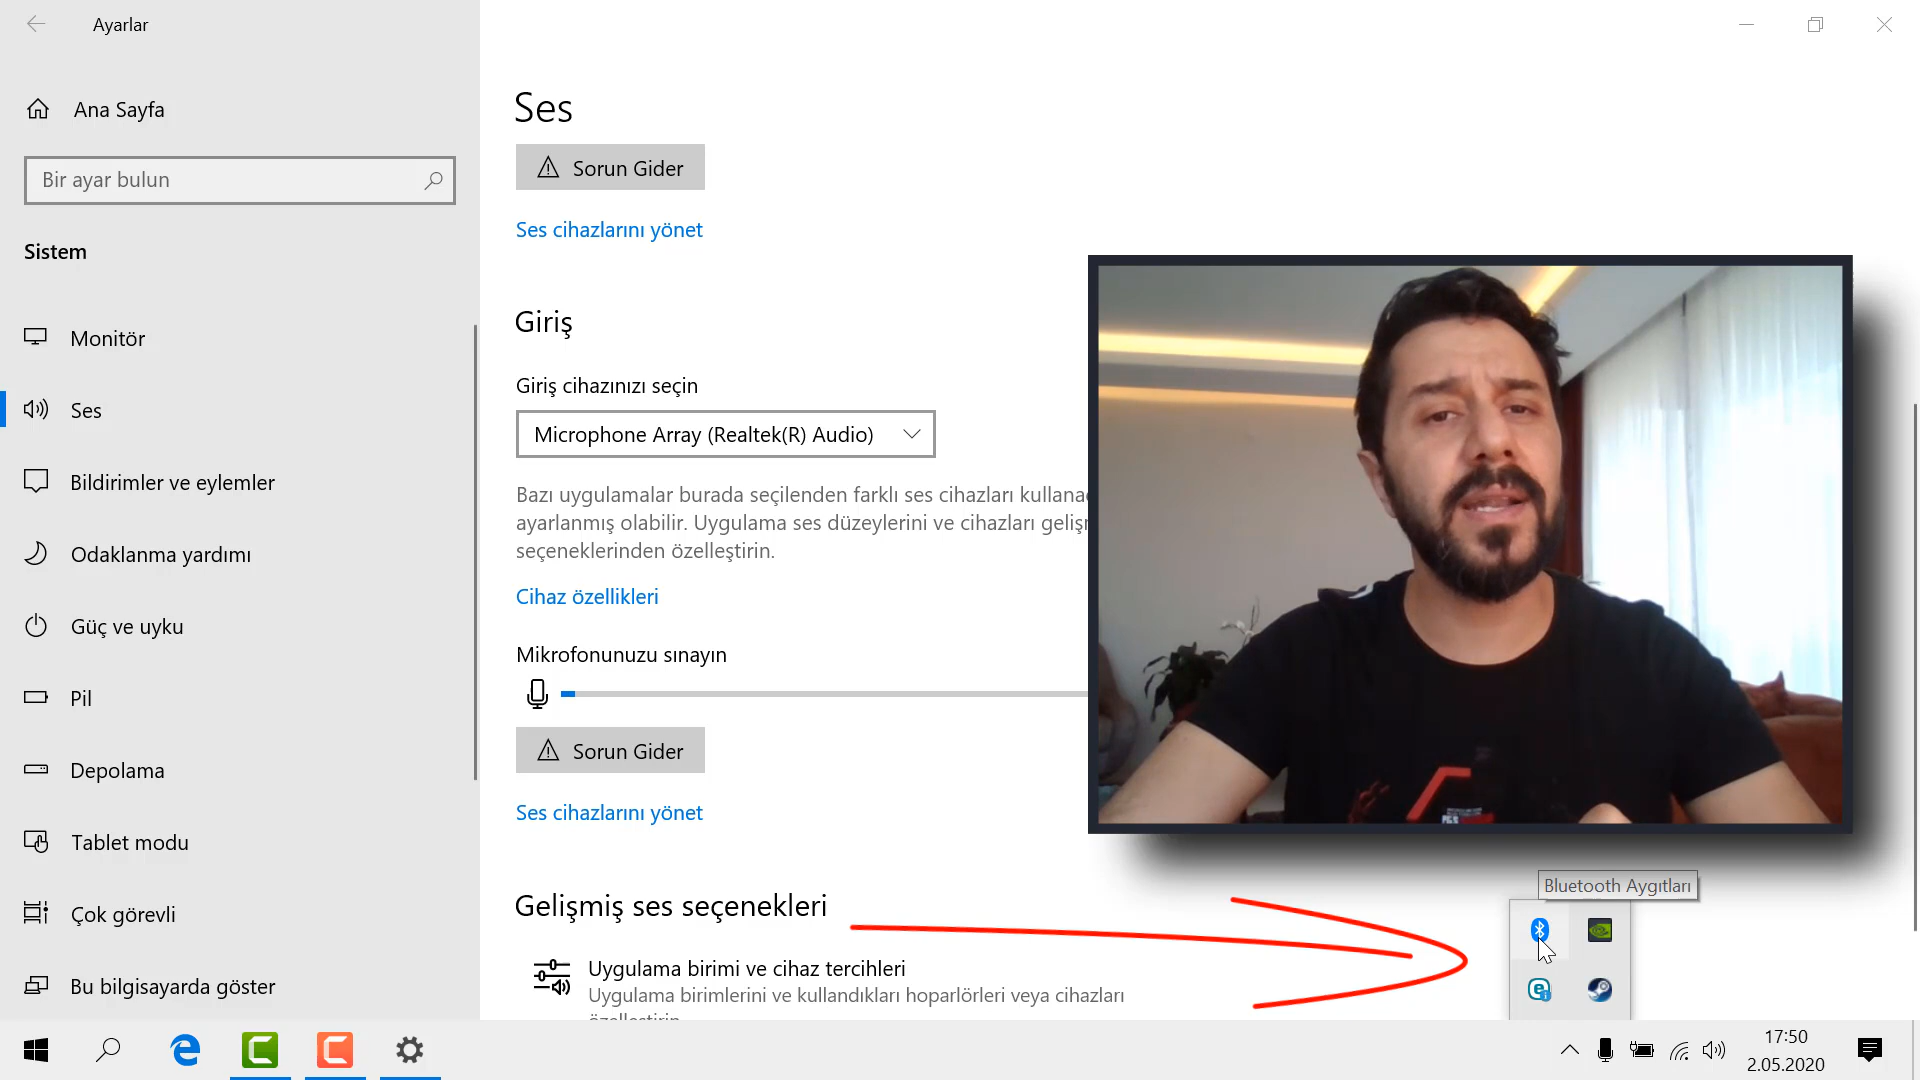 Ayarlar
Ana Sayfa
Bir ayar bulun
Sistem
Monitör
Ses
Bildirimler ve eylemler
Odaklanma yardımı
Güç ve uyku
Pil
Depolama
Tablet modu
Çok görevli
Bu bilgisayarda göster
Ses
Sorun Gider
Ses cihazlarını yönet
Giriş
Giriş cihazınızı seçin
Microphone Array (Realtek(R) Audio)
Bazı uygulamalar burada seçilenden farklı ses cihazları kullanac
ayarlanmış olabilir. Uygulama ses düzeylerini ve cihazları geliş
seçeneklerinden özelleştirin.
Cihaz özellikleri
Mikrofonunuzu sınayın
Sorun Gider
Ses cihazlarını yönet
Gelişmiş ses seçenekleri
Uygulama birimi ve cihaz tercihleri
Uygulama birimlerini ve kullandıkları hoparlörleri veya cihazları
özelleştirin.
Bluetooth Aygıtları
17:50
2.05.2020